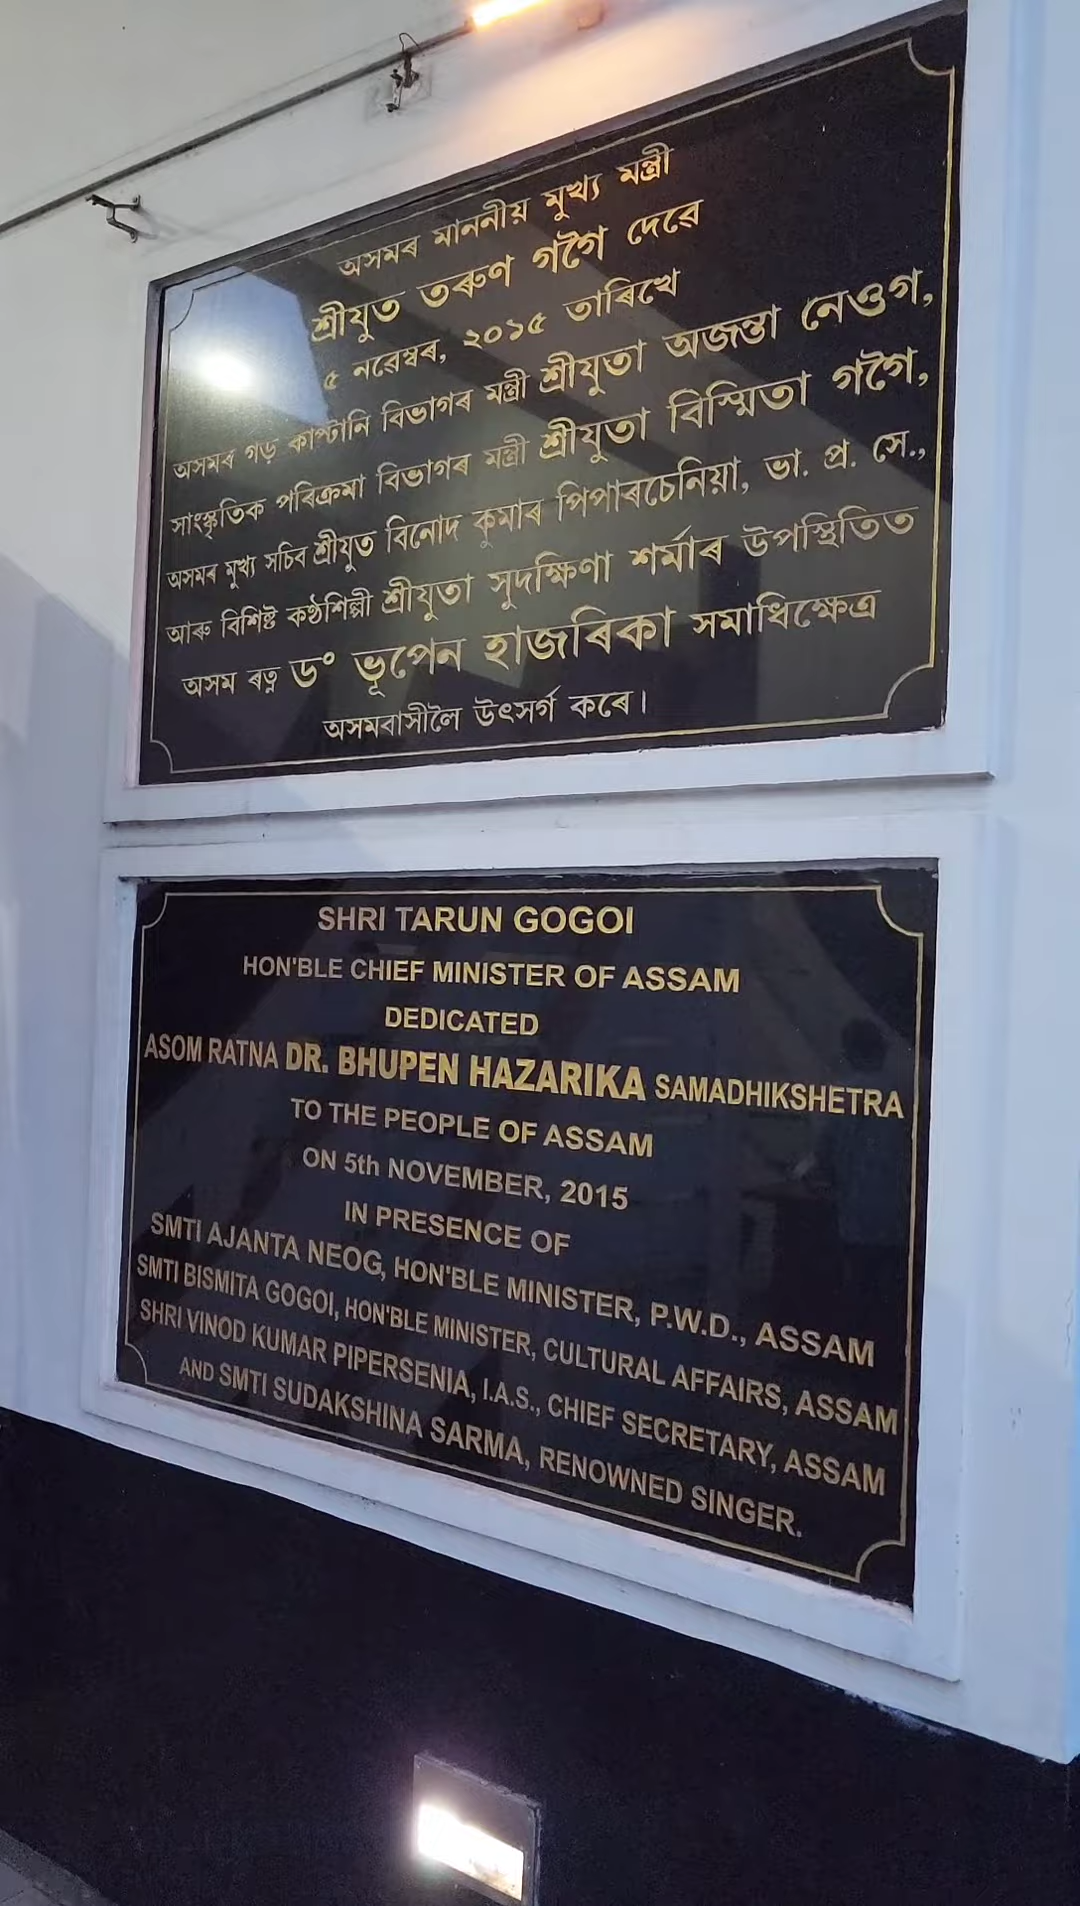 অসমৰ মাননীয় মুখ্য মন্ত্রী
শ্ৰীযুত তৰুণ গগৈ দেৱে
৫ নৱেম্বৰ, ২০১৫ তাৰিখে
অসমৰ গড় কাপ্টানি বিভাগৰ মন্ত্রী শ্ৰীযুতা অজন্তা নেওগ,
সাংস্কৃতিক পৰিক্ৰমা বিভাগৰ মন্ত্রী শ্ৰীযুতা বিস্মিতা গগৈ,
অসমৰ মুখ্য সচিব শ্ৰীযুত বিনোদ কুমাৰ পিপাৰচেনিয়া, ভা. প্ৰ. সে.,
আৰু বিশিষ্ট কণ্ঠশিল্পী শ্ৰীযুতা সুদক্ষিণা শৰ্মাৰ উপস্থিতিত
অসম ৰত্ন ড° ভূপেন হাজৰিকা সমাধিক্ষেত্ৰ
অসমবাসীলৈ উৎসৰ্গ কৰে।
SHRI TARUN GOGOI
HON'BLE CHIEF MINISTER OF ASSAM
DEDICATED
ASOM RATNA DR. BHUPEN HAZARIKA SAMADHIKSHETRA
TO THE PEOPLE OF ASSAM
ON 5th NOVEMBER, 2015
IN PRESENCE OF
SMTI AJANTA NEOG, HON'BLE MINISTER, P.W.D., ASSAM
SMTI BISMITA GOGOI, HON'BLE MINISTER, CULTURAL AFFAIRS, ASSAM
SHRI VINOD KUMAR PIPERSENIA, I.A.S., CHIEF SECRETARY, ASSAM
AND SMTI SUDAKSHINA SARMA, RENOWNED SINGER.